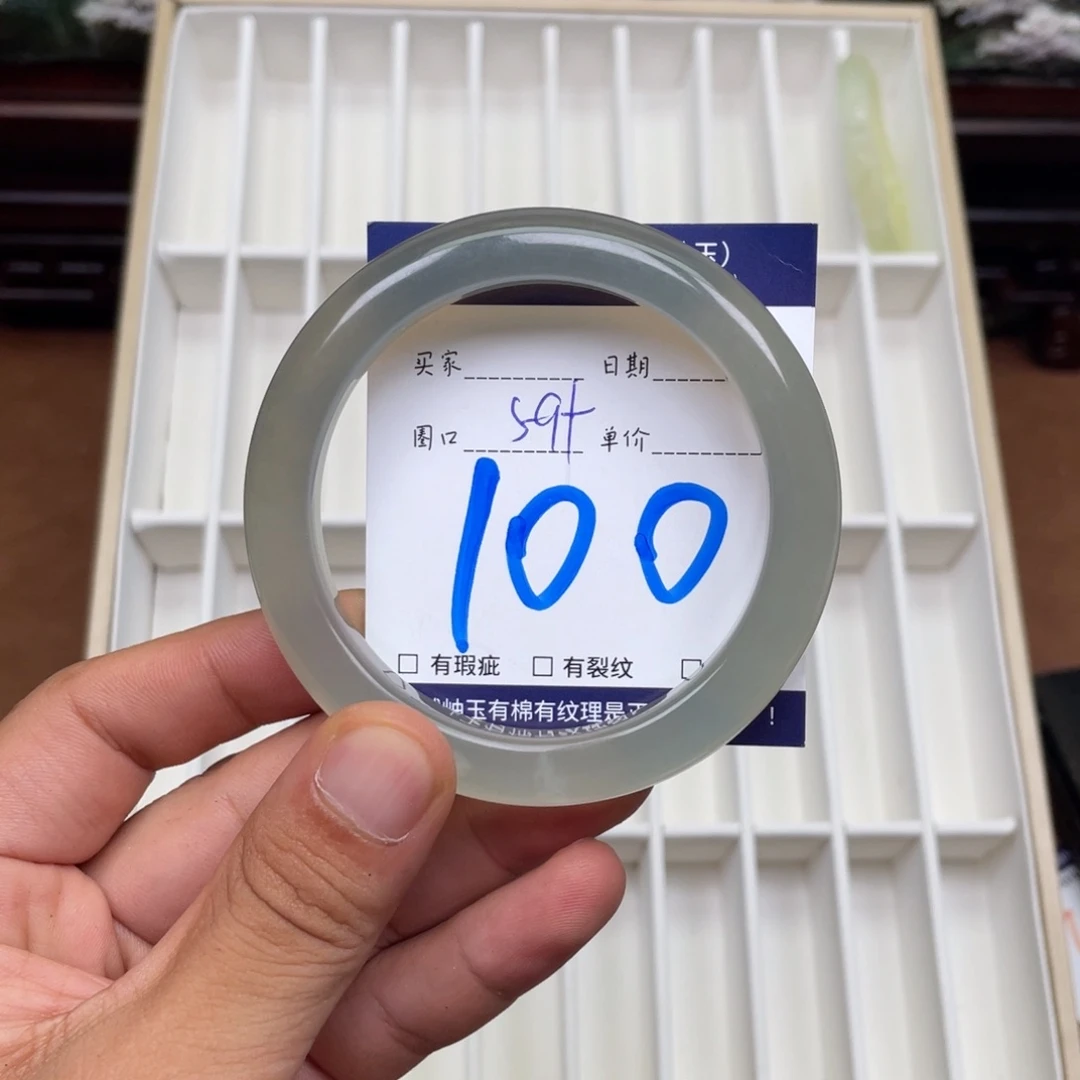 玉）
买家 日期
圈口 59+ 单价
100
□ 有瑕疵 □ 有裂纹 □
岫玉有棉有纹理是正 ！